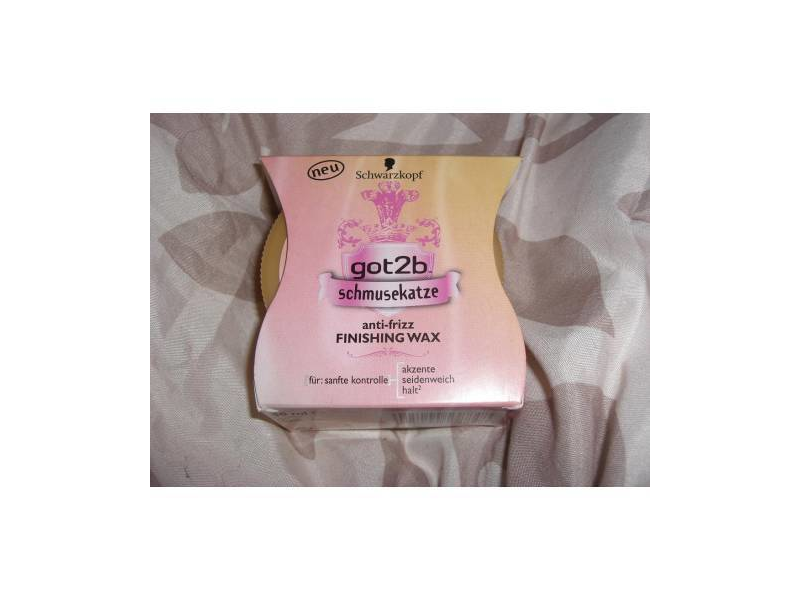 neu
Schwarzkopf
got2b
schmusekatze
anti-frizz
FINISHING WAX
für: sanfte kontrolle
akzente
seidenweich
halt²